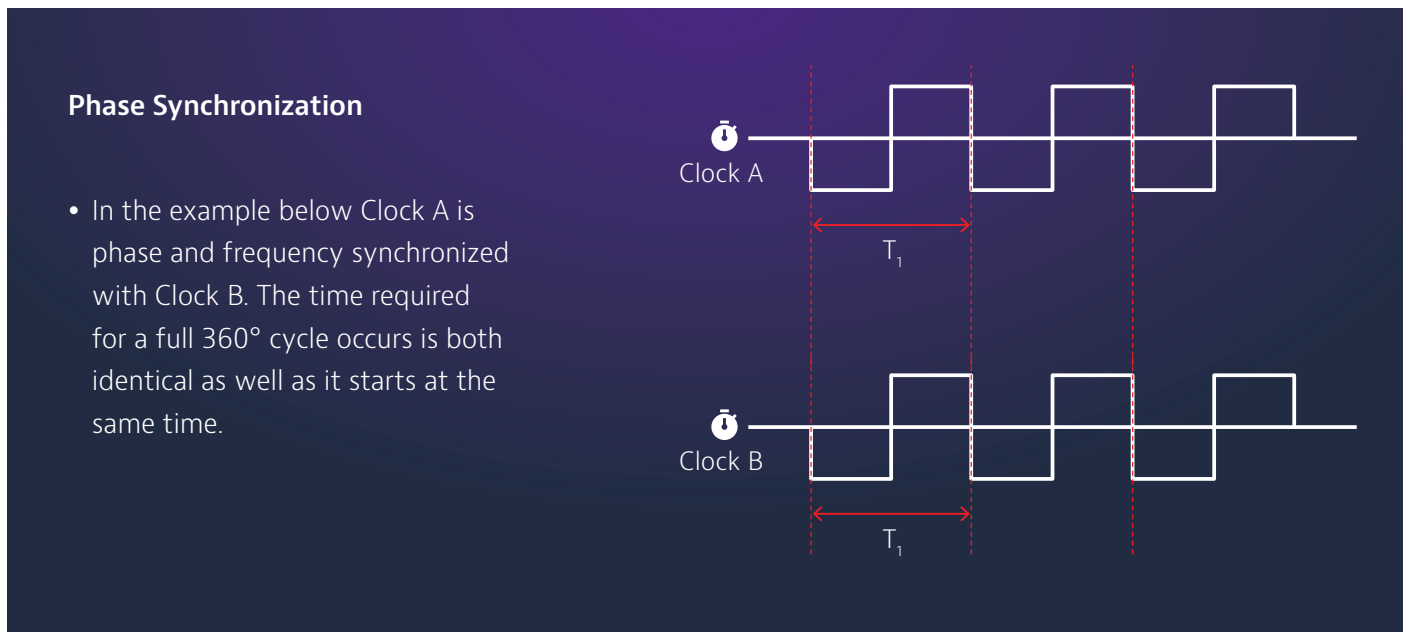 Phase Synchronization
• In the example below Clock A is
phase and frequency synchronized
with Clock B. The time required
for a full 360° cycle occurs is both
identical as well as it starts at the
same time.
Clock A
T₁
Clock B
T₁